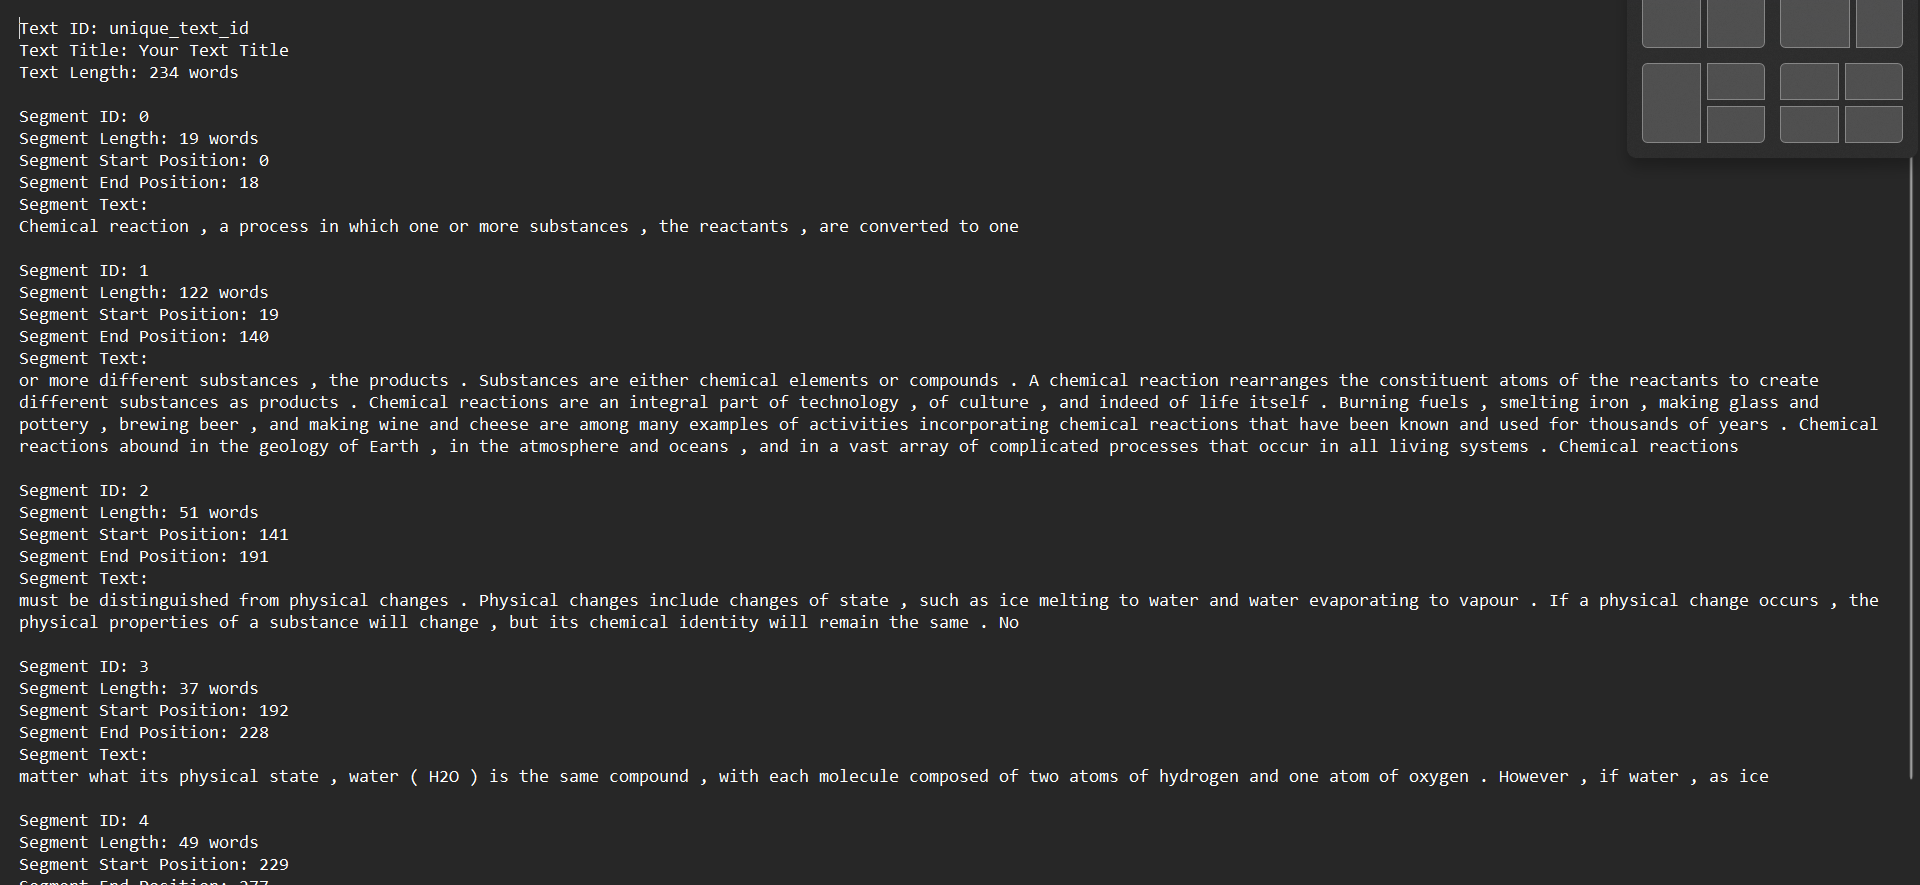 Text ID: unique_text_id
Text Title: Your Text Title
Text Length: 234 words
Segment ID: 0
Segment Length: 19 words
Segment Start Position: 0
Segment End Position: 18
Segment Text:
Chemical reaction , a process in which one or more substances , the reactants , are converted to one
Segment ID: 1
Segment Length: 122 words
Segment Start Position: 19
Segment End Position: 140
Segment Text:
or more different substances , the products . Substances are either chemical elements or compounds . A chemical reaction rearranges the constituent atoms of the reactants to create
different substances as products . Chemical reactions are an integral part of technology , of culture , and indeed of life itself . Burning fuels , smelting iron , making glass and
pottery , brewing beer , and making wine and cheese are among many examples of activities incorporating chemical reactions that have been known and used for thousands of years . Chemical
reactions abound in the geology of Earth , in the atmosphere and oceans , and in a vast array of complicated processes that occur in all living systems . Chemical reactions
Segment ID: 2
Segment Length: 51 words
Segment Start Position: 141
Segment End Position: 191
Segment Text:
must be distinguished from physical changes . Physical changes include changes of state , such as ice melting to water and water evaporating to vapour . If a physical change occurs , the
physical properties of a substance will change , but its chemical identity will remain the same . No
Segment ID: 3
Segment Length: 37 words
Segment Start Position: 192
Segment End Position: 228
Segment Text:
matter what its physical state , water ( H2O ) is the same compound , with each molecule composed of two atoms of hydrogen and one atom of oxygen . However , if water , as ice
Segment ID: 4
Segment Length: 49 words
Segment Start Position: 229
Segment End Position: 277